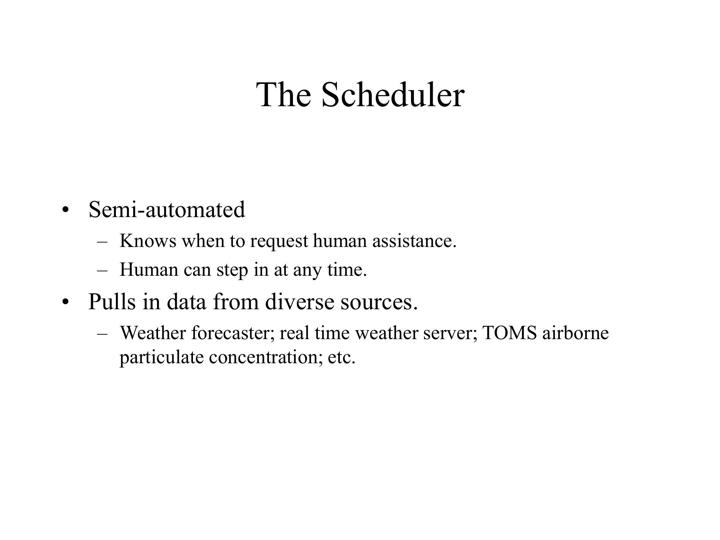 The Scheduler
• Semi-automated
– Knows when to request human assistance.
– Human can step in at any time.
• Pulls in data from diverse sources.
– Weather forecaster; real time weather server; TOMS airborne
particulate concentration; etc.